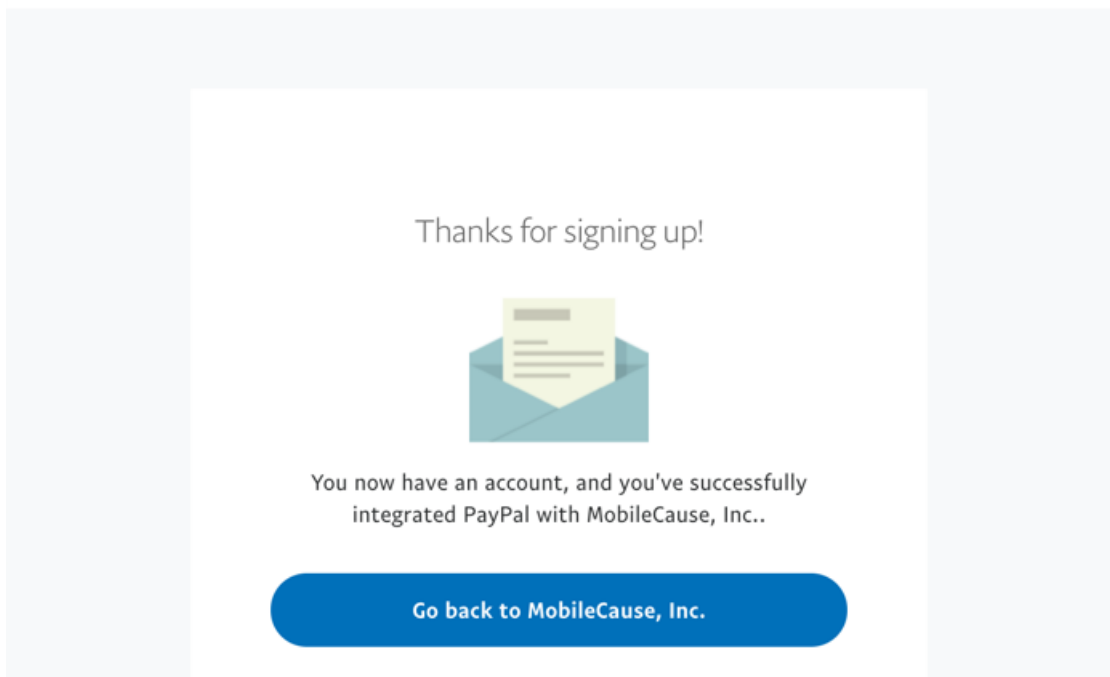 Thanks for signing up!
You now have an account, and you've successfully
integrated PayPal with MobileCause, Inc..
Go back to MobileCause, Inc.